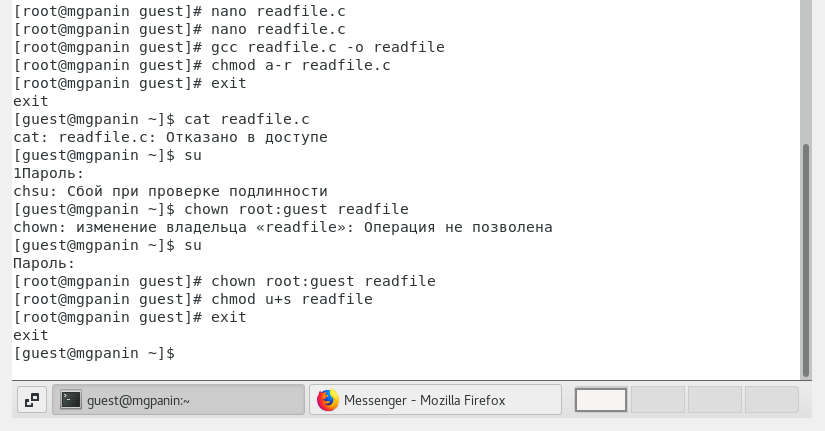 [root@mgpanin guest]# nano readfile.c
[root@mgpanin guest]# nano readfile.c
[root@mgpanin guest]# gcc readfile.c -o readfile
[root@mgpanin guest]# chmod a-r readfile.c
[root@mgpanin guest]# exit
exit
[guest@mgpanin ~]$ cat readfile.c
cat: readfile.c: Отказано в доступе
[guest@mgpanin ~]$ su
1Пароль:
chsu: Сбой при проверке подлинности
[guest@mgpanin ~]$ chown root:guest readfile
chown: изменение владельца «readfile»: Операция не позволена
[guest@mgpanin ~]$ su
Пароль:
[root@mgpanin guest]# chown root:guest readfile
[root@mgpanin guest]# chmod u+s readfile
[root@mgpanin guest]# exit
exit
[guest@mgpanin ~]$
guest@mgpanin:~
Messenger - Mozilla Firefox